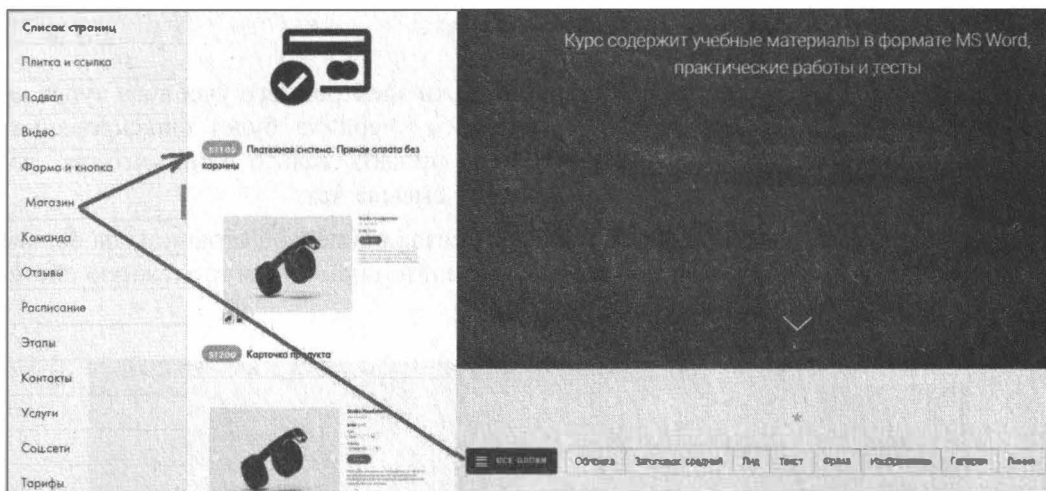 Список страниц
Плитка и ссылка
Подвал
Видео
Форма и кнопка
Магазин
Команда
Отзывы
Расписание
Этапы
Контакты
Услуги
Соц.сети
Тарифы
ST100 Платежная система. Прямая оплата без
корзины
ST200 Карточка продукта
Курс содержит учебные материалы в формате MS Word,
практические работы и тесты
ВСЕ БЛОКИ Обложка Заголовок средний Лид Текст Фраза Изображение Галерея Линия